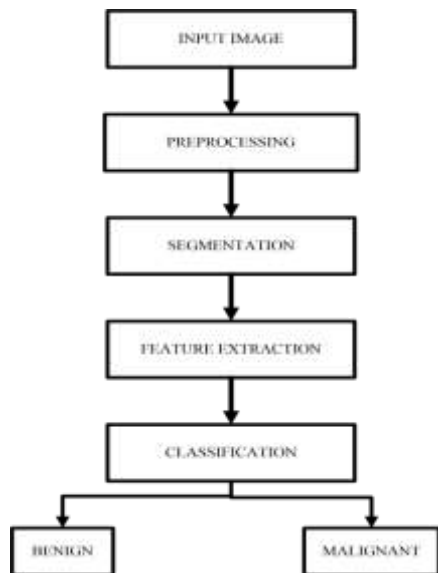 INPUT IMAGE
PREPROCESSING
SEGMENTATION
FEATURE EXTRACTION
CLASSIFICATION
BENIGN
MALIGNANT